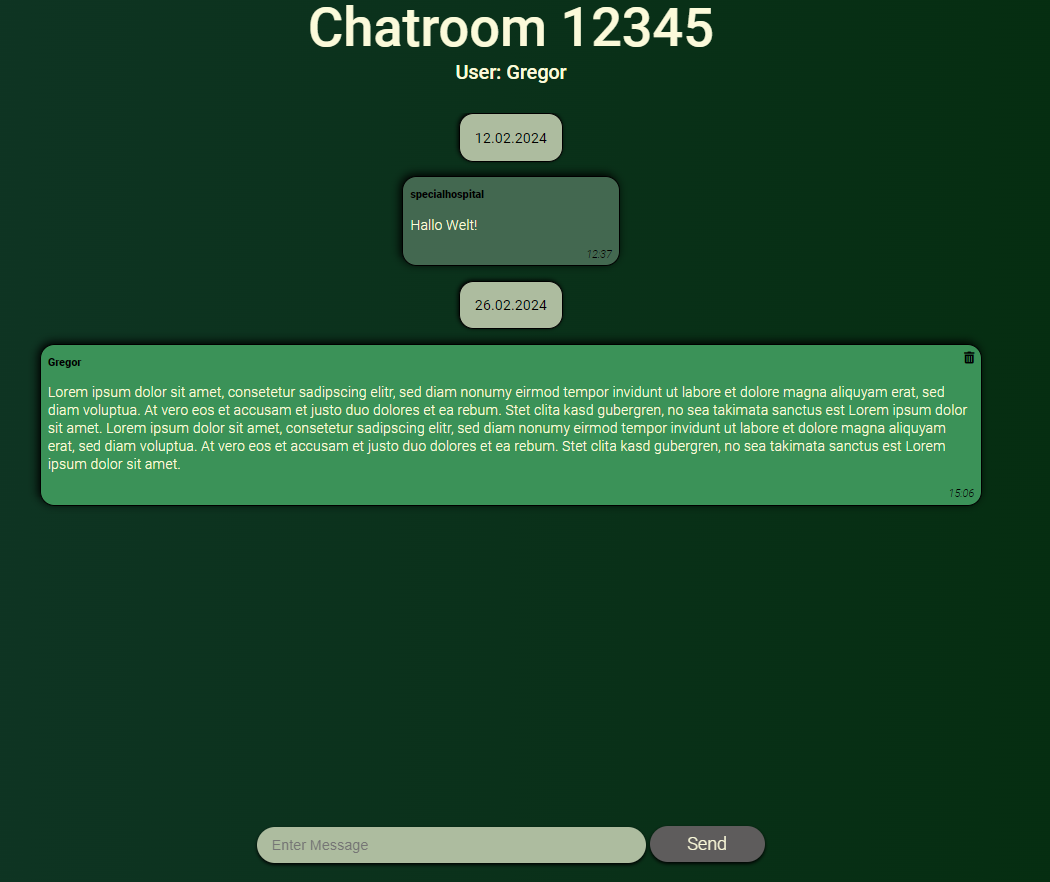 Chatroom 12345
User: Gregor
12.02.2024
specialhospital
Hallo Welt!
12:37
26.02.2024
Gregor
Lorem ipsum dolor sit amet, consetetur sadipscing elitr, sed diam nonumy eirmod tempor invidunt ut labore et dolore magna aliquyam erat, sed
diam voluptua. At vero eos et accusam et justo duo dolores et ea rebum. Stet clita kasd gubergren, no sea takimata sanctus est Lorem ipsum dolor
sit amet. Lorem ipsum dolor sit amet, consetetur sadipscing elitr, sed diam nonumy eirmod tempor invidunt ut labore et dolore magna aliquyam
erat, sed diam voluptua. At vero eos et accusam et justo duo dolores et ea rebum. Stet clita kasd gubergren, no sea takimata sanctus est Lorem
ipsum dolor sit amet.
15:06
Enter Message
Send